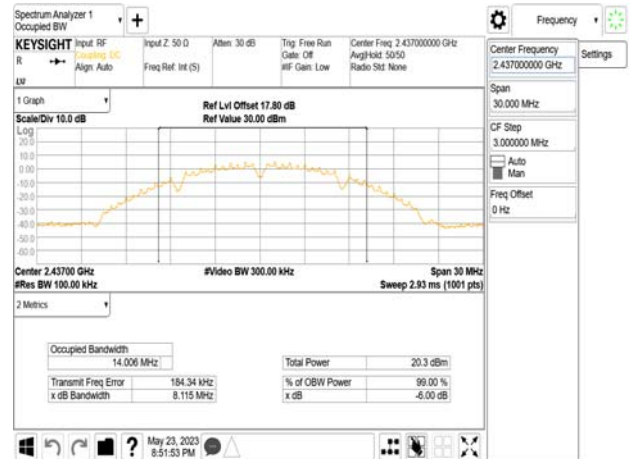 Spectrum Analyzer 1
Occupied BW
Frequency
KEYSIGHT
R
Input: RF
Coupling: DC
Align: Auto
Input Z: 50 Ω
Freq Ref: Int (S)
Atten: 30 dB
Trig: Free Run
Gate: Off
#IF Gain: Low
Center Freq: 2.437000000 GHz
Avg|Hold: 50/50
Radio Std: None
1 Graph
Scale/Div 10.0 dB
Ref Lvl Offset 17.80 dB
Ref Value 30.00 dBm
Log
20.0
10.0
0.00
-10.0
-20.0
-30.0
-40.0
-50.0
-60.0
Center 2.43700 GHz
#Res BW 100.00 kHz
#Video BW 300.00 kHz
Span 30 MHz
Sweep 2.93 ms (1001 pts)
2 Metrics
Occupied Bandwidth
14.006 MHz
Transmit Freq Error 184.34 kHz
x dB Bandwidth 8.115 MHz
Total Power 20.3 dBm
% of OBW Power 99.00 %
x dB -6.00 dB
Center Frequency
2.437000000 GHz
Settings
Span
30.000 MHz
CF Step
3.000000 MHz
Auto
Man
Freq Offset
0 Hz
?
May 23, 2023
8:51:53 PM